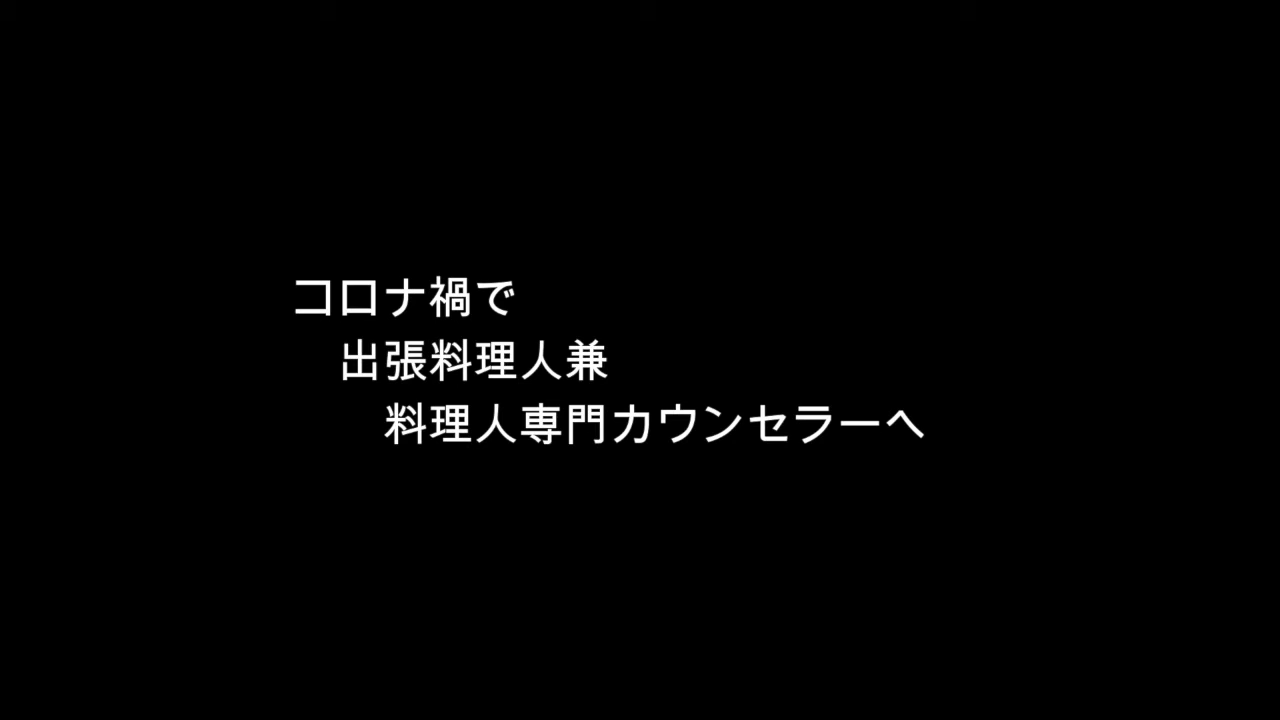 コロナ禍で
出張料理人兼
料理人専門カウンセラーへ